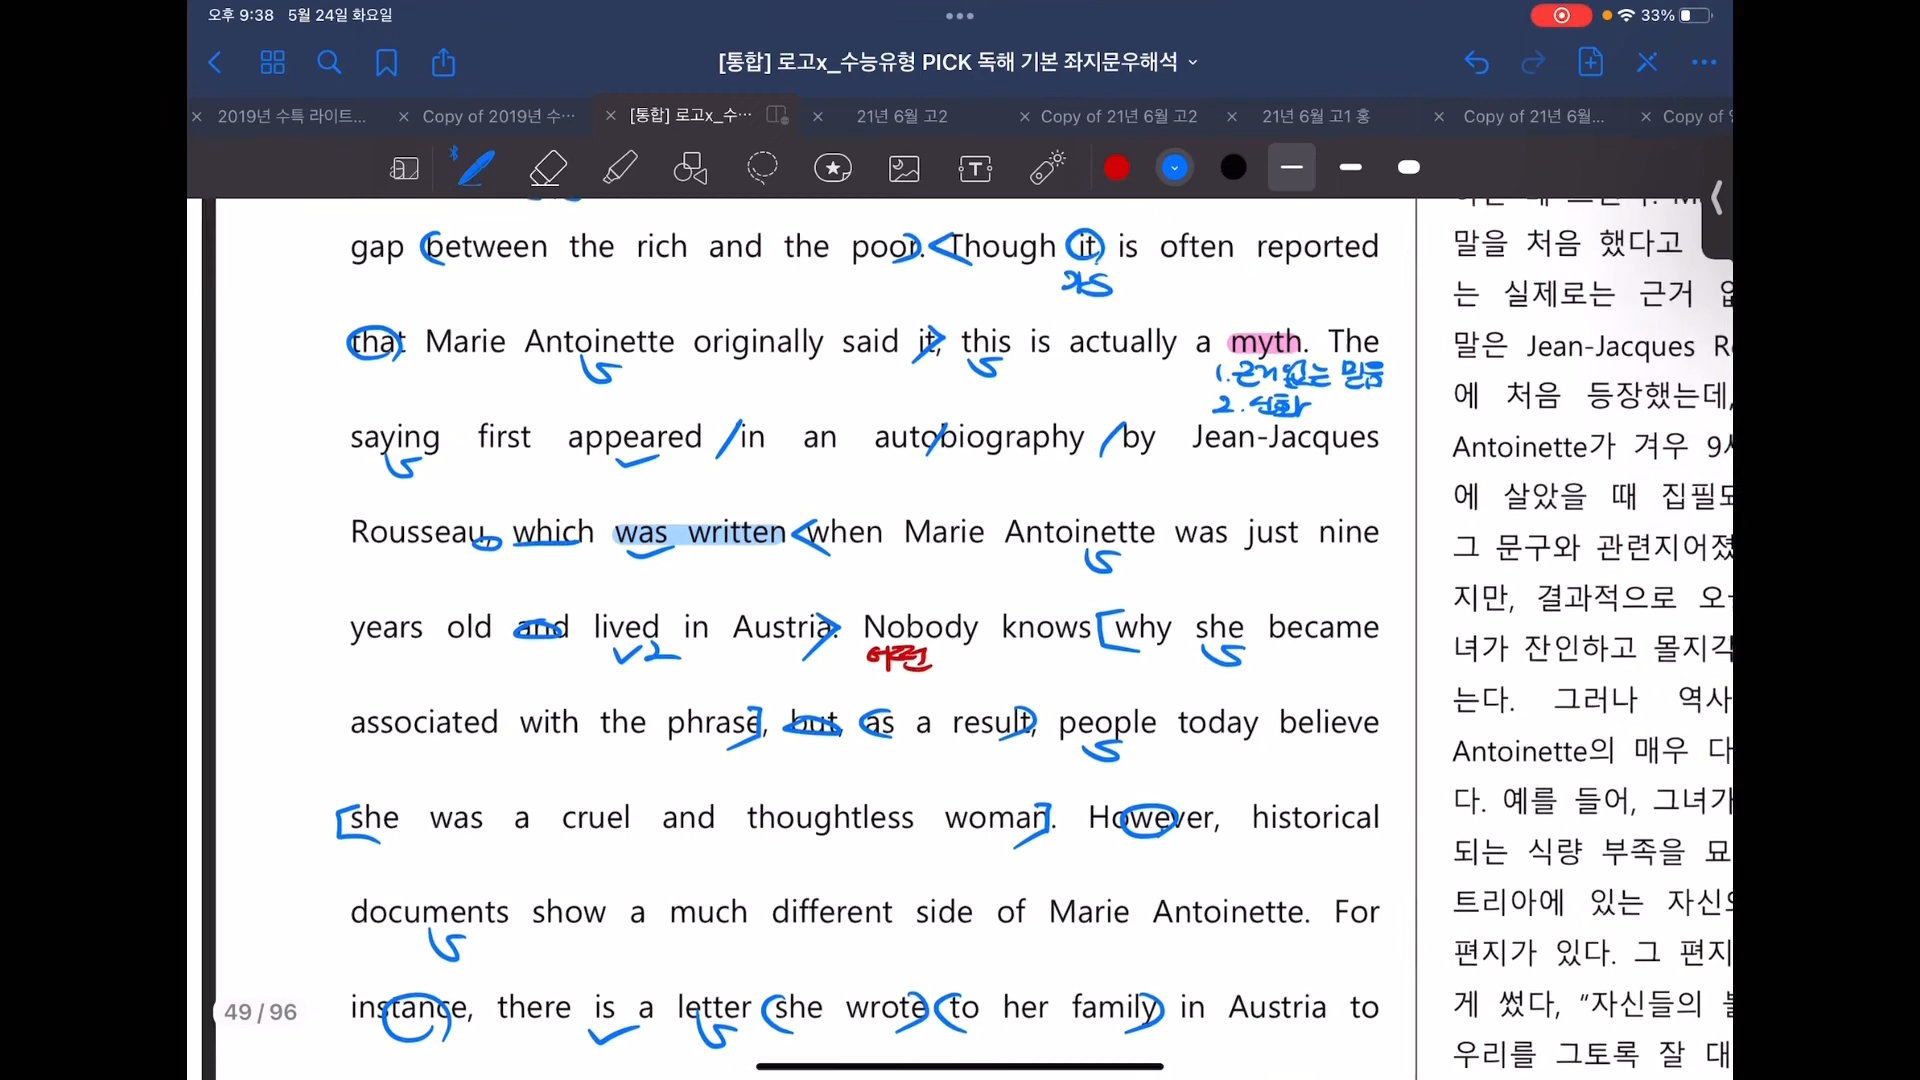 오후 9:38 5월 24일 화요일
33%
[통합] 로고x_수능유형 PICK 독해 기본 좌지문우해석
2019년 수특 라이트...
Copy of 2019년 수...
[통합] 로고x_수...
21년 6월 고2
Copy of 21년 6월 고2
21년 6월 고1 홍
Copy of 21년 6월...
Copy of
gap between the rich and the poor. Though it is often reported
가S
that Marie Antoinette originally said it, this is actually a myth. The
S S
1. 근거 없는 믿음
2. 신화
saying first appeared / in an autobiography / by Jean-Jacques
S
Rousseau, which was written when Marie Antoinette was just nine
S
years old and lived in Austria. Nobody knows why she became
2 어떤 S
associated with the phrase, but, as a result, people today believe
S
she was a cruel and thoughtless woman. However, historical
documents show a much different side of Marie Antoinette. For
S
instance, there is a letter she wrote to her family in Austria to
S
49 / 96
말을 처음 했다고
는 실제로는 근거
말은 Jean-Jacques
에 처음 등장했는데,
Antoinette가 겨우
에 살았을 때
그 문구와
지만, 결과적으로
녀가 잔인하고 몰지각
는다. 그러나 역사
Antoinette의 매우 다
다. 예를 들어, 그녀가
되는 식량 부족을 묘
트리아에 있는
편지가 있다. 그 편지
게 썼다, “자신들의
우리를 그토록 잘 대